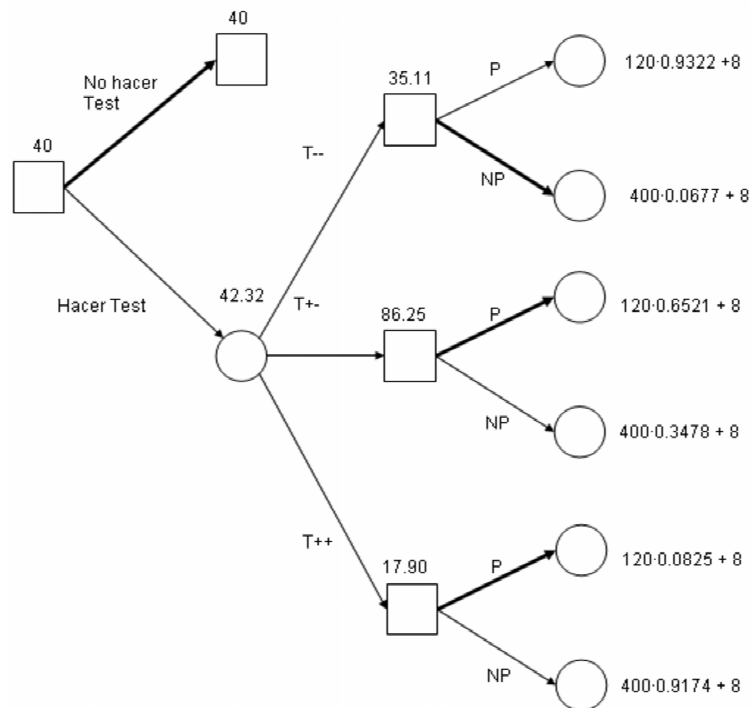 40
40
No hacer
Test
Hacer Test
42.32
T--
T+-
T++
35.11
P
NP
120·0.9322 +8
400·0.0677 + 8
86.25
P
NP
120·0.6521 + 8
400·0.3478 + 8
17.90
P
NP
120·0.0825 + 8
400·0.9174 + 8